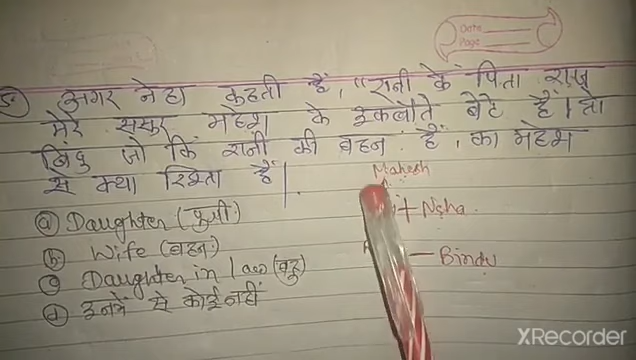 Date
Page
अगर नेहा कहती हैं, "रानी के पिता राजू
मेरे ससुर महेश के इकलौते बेटे हैं। तो
बिंदु जो कि रानी की बहन हैं, का महेश
से क्या रिश्ता हैं।
Mahesh
+ Neha
ⓐ Daughter (पुत्री)
ⓑ Wife (बहन)
— Bindu
ⓒ Daughter in law (बहू)
ⓓ इनमें से कोई नहीं
XRecorder